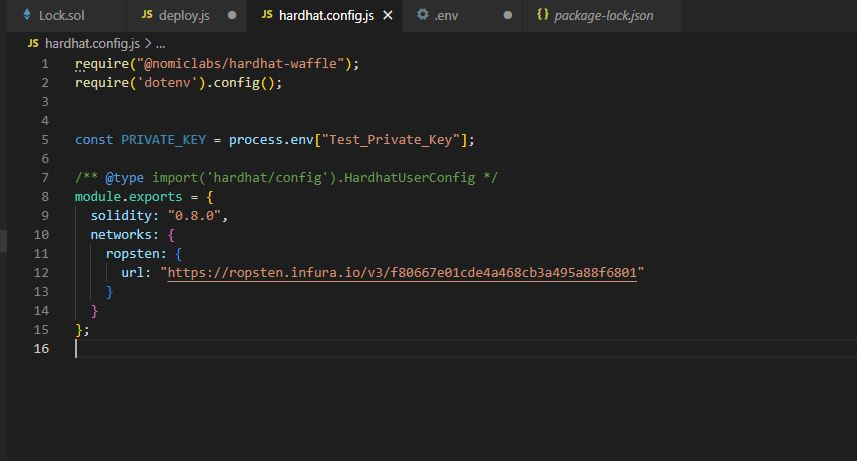 Lock.sol JS deploy.js JS hardhat.config.js .env {} package-lock.json
JS hardhat.config.js > ...
1 require("@nomiclabs/hardhat-waffle");
2 require('dotenv').config();
3
4
5 const PRIVATE_KEY = process.env["Test_Private_Key"];
6
7 /** @type import('hardhat/config').HardhatUserConfig */
8 module.exports = {
9 solidity: "0.8.0",
10 networks: {
11 ropsten: {
12 url: "https://ropsten.infura.io/v3/f80667e01cde4a468cb3a495a88f6801"
13 }
14 }
15 };
16